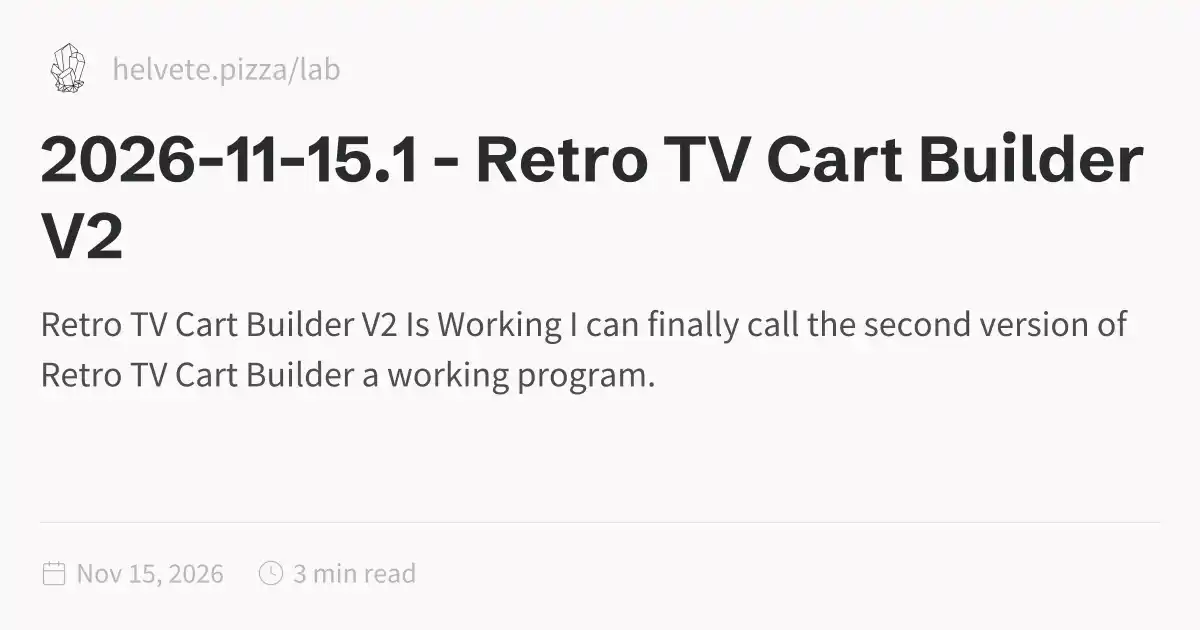 helvete.pizza/lab
2026-11-15.1 - Retro TV Cart Builder
V2
Retro TV Cart Builder V2 Is Working I can finally call the second version of
Retro TV Cart Builder a working program.
Nov 15, 2026 3 min read